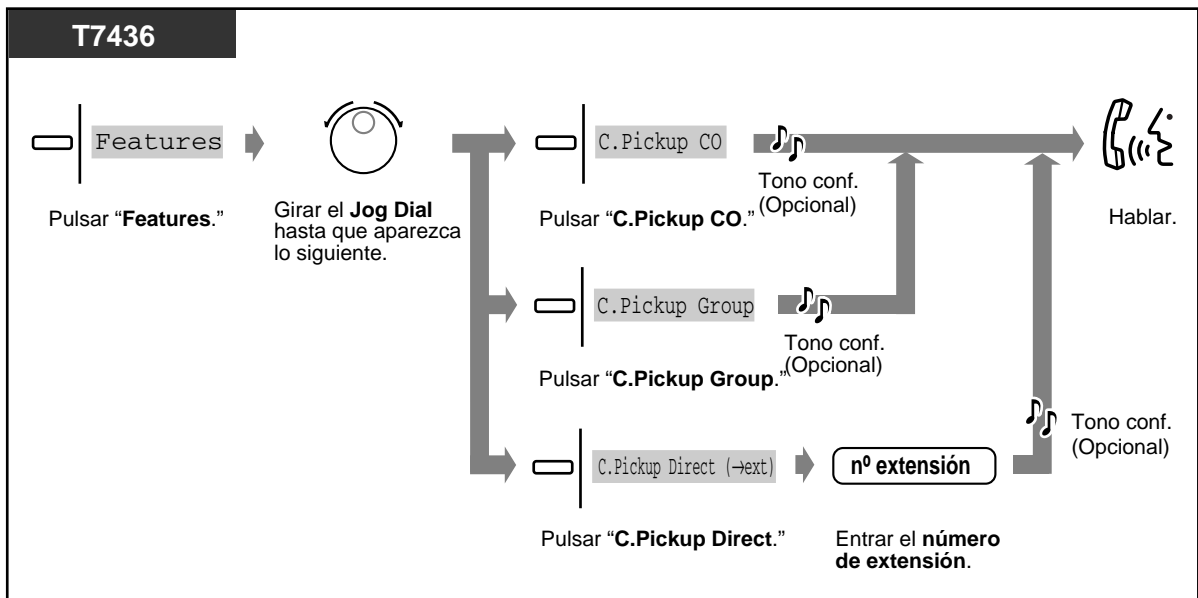 T7436
Features
Pulsar “Features.”
Girar el Jog Dial
hasta que aparezca
lo siguiente.
C.Pickup CO
Tono conf.
(Opcional)
Pulsar “C.Pickup CO.”
Hablar.
C.Pickup Group
Tono conf.
(Opcional)
Pulsar “C.Pickup Group.”
C.Pickup Direct (→ext)
nº extensión
Tono conf.
(Opcional)
Pulsar “C.Pickup Direct.”
Entrar el número
de extensión.